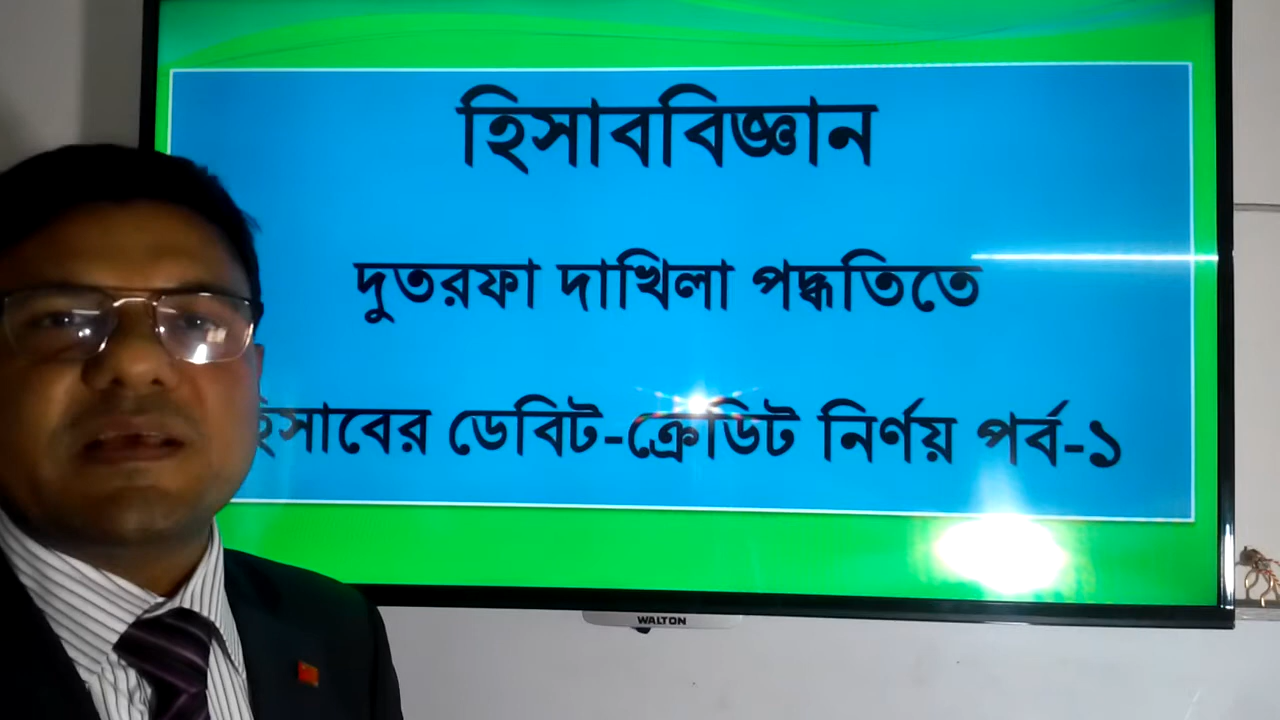 হিসাববিজ্ঞান
দুতরফা দাখিলা পদ্ধতিতে
হিসাবের ডেবিট-ক্রেডিট নির্ণয় পর্ব-১
WALTON